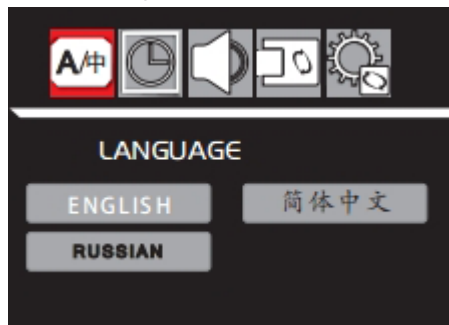 A/中
LANGUAGE
ENGLISH 简体中文
RUSSIAN